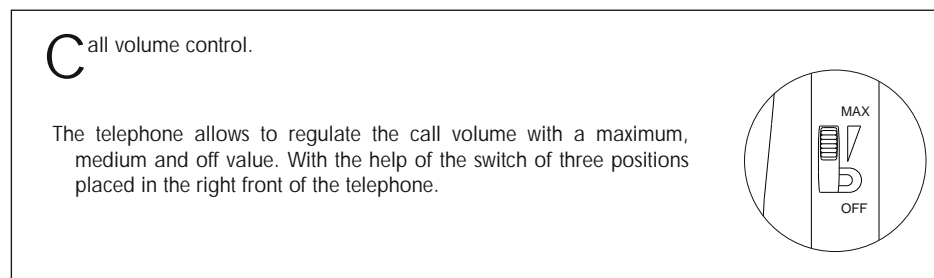 Call volume control.
The telephone allows to regulate the call volume with a maximum,
medium and off value. With the help of the switch of three positions
placed in the right front of the telephone.
MAX
OFF